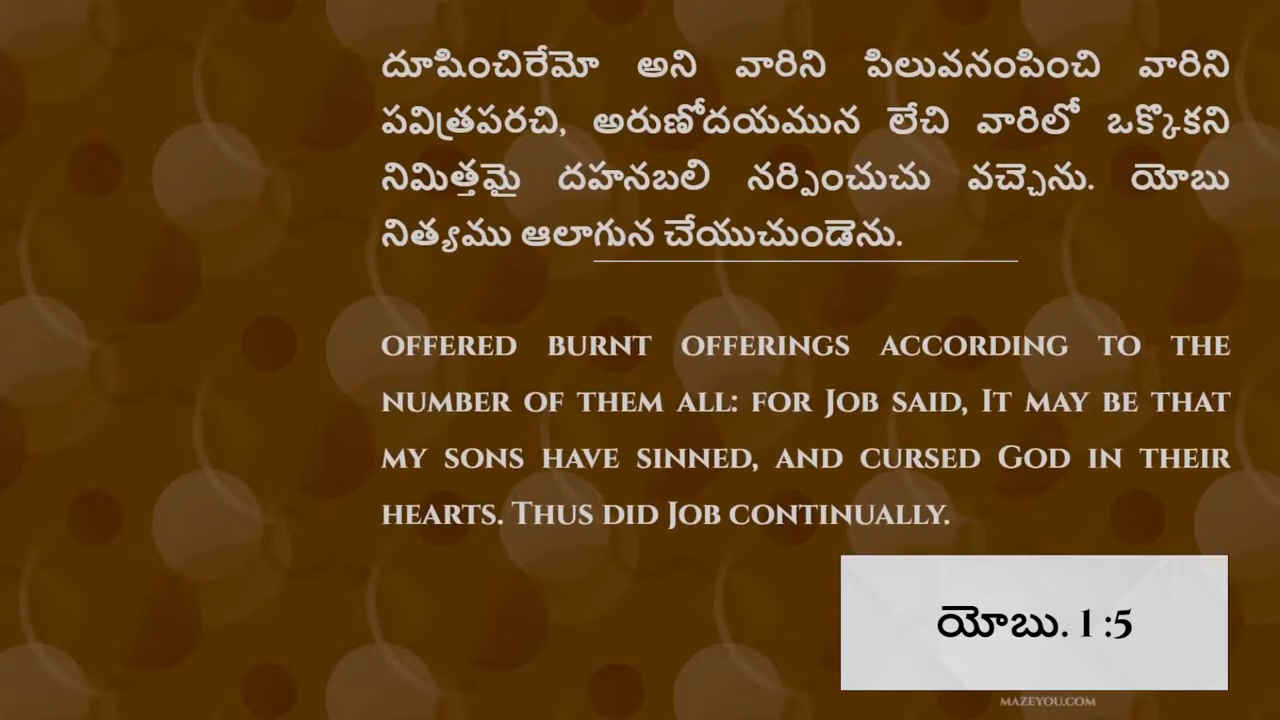 దూషించిరేమో అని వారిని పిలువనంపించి వారిని
పవిత్రపరచి, అరుణోదయమున లేచి వారిలో ఒక్కొకని
నిమిత్తమై దహనబలి నర్పించుచు వచ్చెను. యోబు
నిత్యము ఆలాగున చేయుచుండెను.
OFFERED BURNT OFFERINGS ACCORDING TO THE
NUMBER OF THEM ALL: FOR JOB SAID, IT MAY BE THAT
MY SONS HAVE SINNED, AND CURSED GOD IN THEIR
HEARTS. THUS DID JOB CONTINUALLY.
యోబు. 1 :5
MAZEYOU.COM